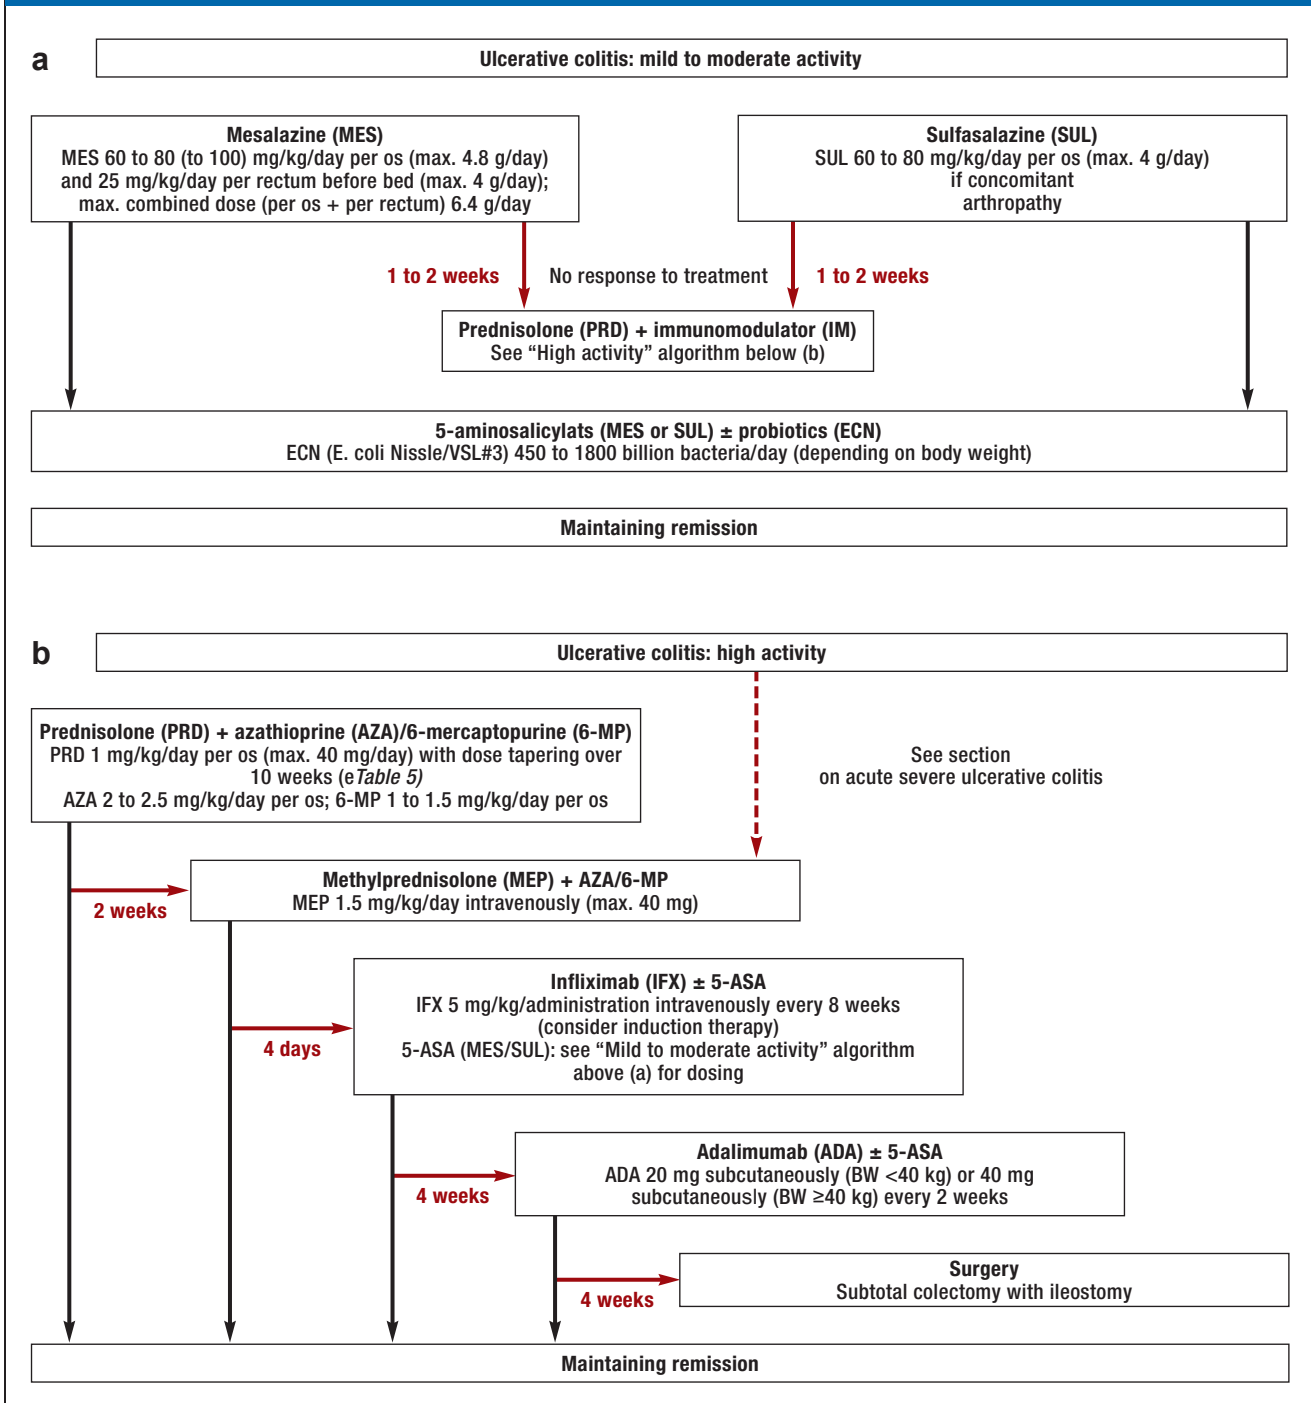 a
Ulcerative colitis: mild to moderate activity
Mesalazine (MES)
MES 60 to 80 (to 100) mg/kg/day per os (max. 4.8 g/day)
and 25 mg/kg/day per rectum before bed (max. 4 g/day);
max. combined dose (per os + per rectum) 6.4 g/day
Sulfasalazine (SUL)
SUL 60 to 80 mg/kg/day per os (max. 4 g/day)
if concomitant
arthropathy
1 to 2 weeks
No response to treatment
1 to 2 weeks
Prednisolone (PRD) + immunomodulator (IM)
See “High activity” algorithm below (b)
5-aminosalicylats (MES or SUL) ± probiotics (ECN)
ECN (E. coli Nissle/VSL#3) 450 to 1800 billion bacteria/day (depending on body weight)
Maintaining remission
b
Ulcerative colitis: high activity
Prednisolone (PRD) + azathioprine (AZA)/6-mercaptopurine (6-MP)
PRD 1 mg/kg/day per os (max. 40 mg/day) with dose tapering over
10 weeks (eTable 5)
AZA 2 to 2.5 mg/kg/day per os; 6-MP 1 to 1.5 mg/kg/day per os
See section
on acute severe ulcerative colitis
2 weeks
Methylprednisolone (MEP) + AZA/6-MP
MEP 1.5 mg/kg/day intravenously (max. 40 mg)
4 days
Infliximab (IFX) ± 5-ASA
IFX 5 mg/kg/administration intravenously every 8 weeks
(consider induction therapy)
5-ASA (MES/SUL): see “Mild to moderate activity” algorithm
above (a) for dosing
4 weeks
Adalimumab (ADA) ± 5-ASA
ADA 20 mg subcutaneously (BW <40 kg) or 40 mg
subcutaneously (BW ≥40 kg) every 2 weeks
4 weeks
Surgery
Subtotal colectomy with ileostomy
Maintaining remission